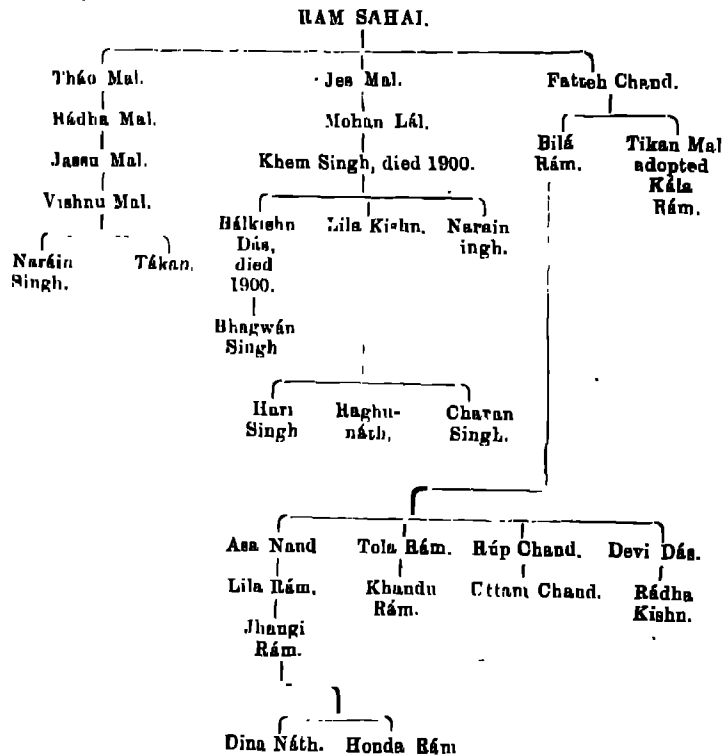 RAM SAHAI.
Tháo Mal. Jes Mal. Fatteh Chand.
Rádha Mal. Mohan Lál. Bilá Rám. Tikan Mal adopted Kála Rám.
Jassu Mal. Khem Singh, died 1900.
Vishnu Mal. Bálkishn Dás, died 1900. Lila Kishn. Narain ingh.
Naráin Singh. Tákan.
Bhagwán Singh
Hari Singh Raghu-náth. Charan Singh.
Asa Nand Tola Rám. Rúp Chand. Devi Dás.
Lila Rám. Khandu Rám. Uttam Chand. Rádha Kishn.
Jhangi Rám.
Dina Náth. Honda Rám